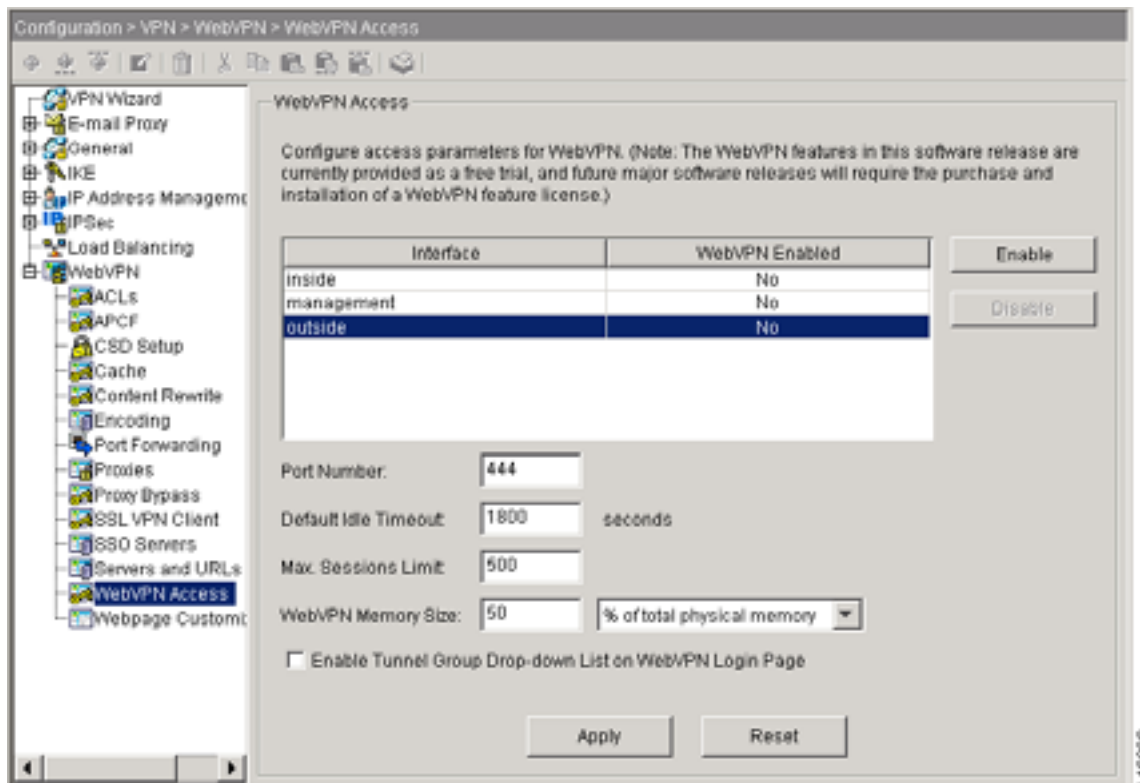 Configuration > VPN > WebVPN > WebVPN Access
VPN Wizard
E-mail Proxy
General
IKE
IP Address Manageme
IPSec
Load Balancing
WebVPN
ACLs
APCF
CSD Setup
Cache
Content Rewrite
Encoding
Port Forwarding
Proxies
Proxy Bypass
SSL VPN Client
SSO Servers
Servers and URLs
WebVPN Access
Webpage Customi
WebVPN Access
Configure access parameters for WebVPN. (Note: The WebVPN features in this software release are
currently provided as a free trial, and future major software releases will require the purchase and
installation of a WebVPN feature license.)
Interface WebVPN Enabled
inside No
management No
outside No
Enable
Disable
Port Number: 444
Default Idle Timeout: 1800 seconds
Max. Sessions Limit: 500
WebVPN Memory Size: 50 % of total physical memory
Enable Tunnel Group Drop-down List on WebVPN Login Page
Apply Reset